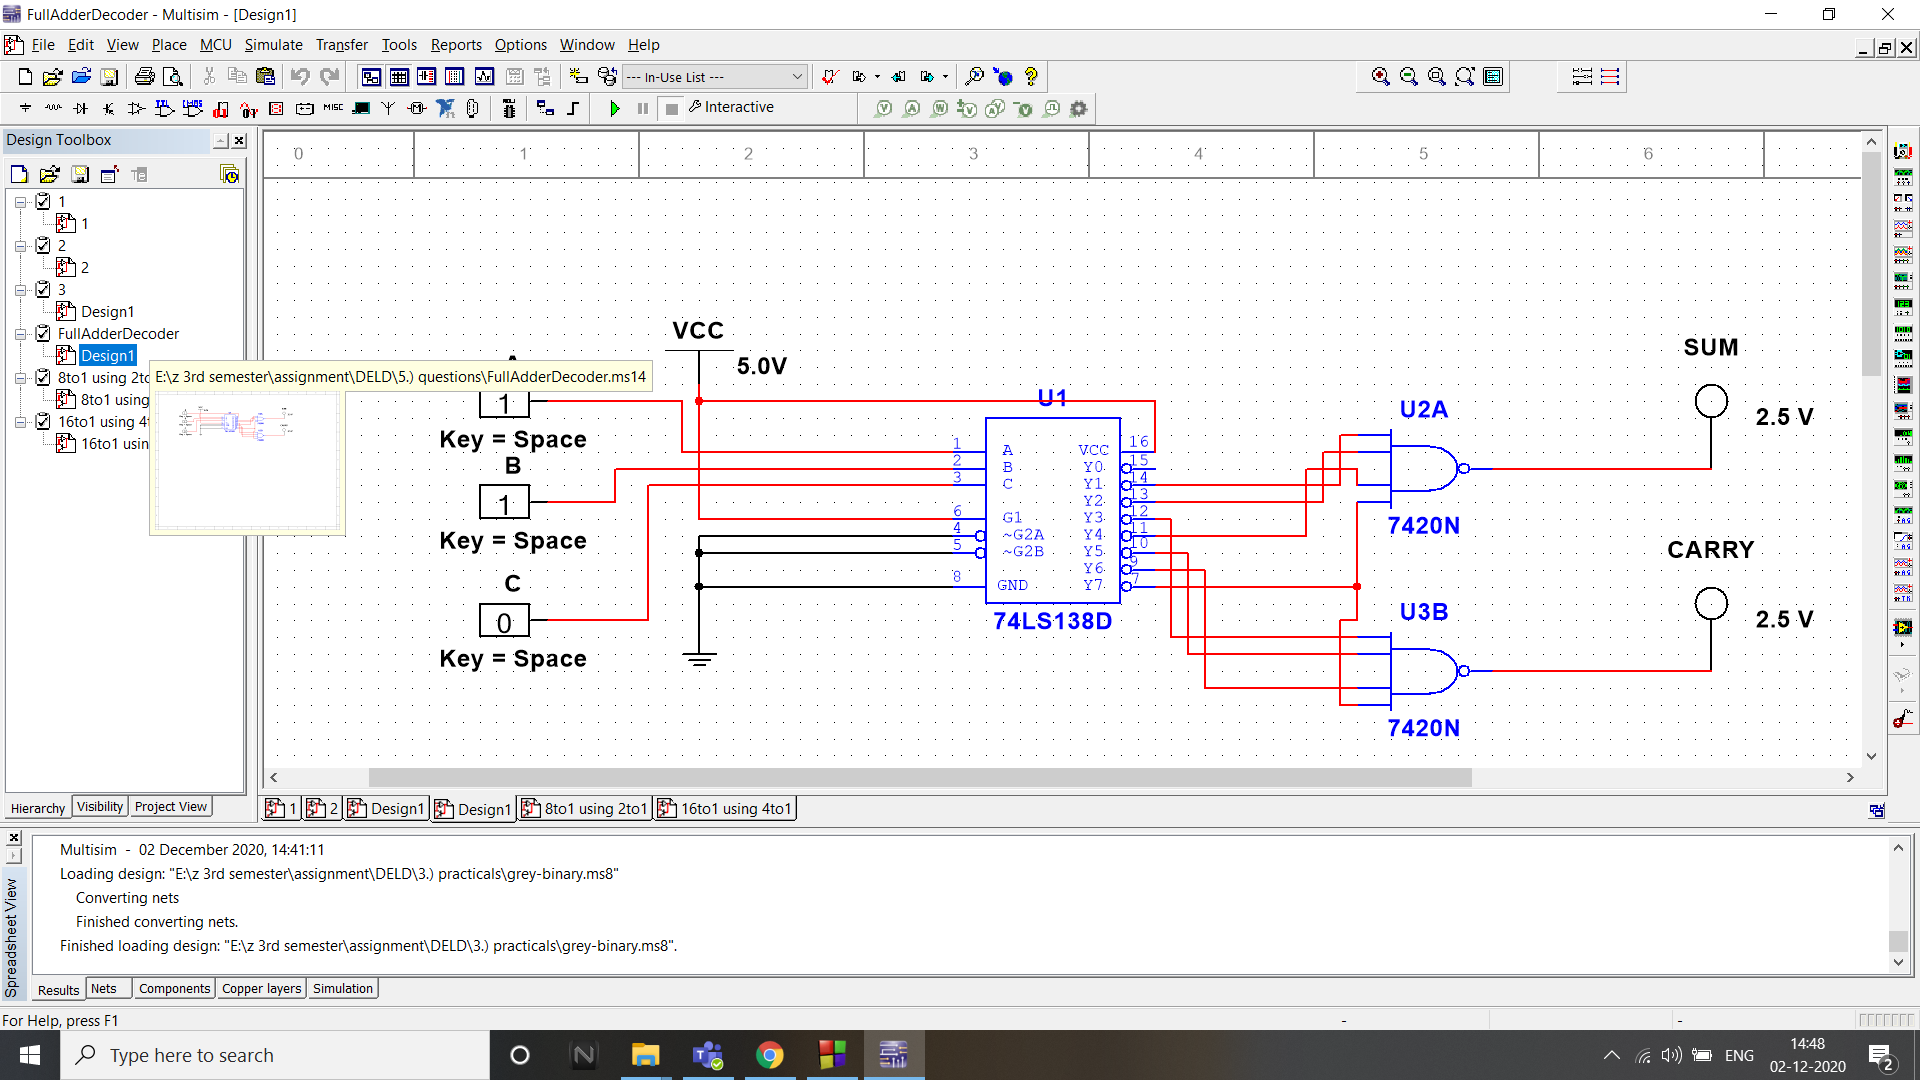 FullAdderDecoder - Multisim - [Design1]
File Edit View Place MCU Simulate Transfer Tools Reports Options Window Help
--- In-Use List ---
MISC
Interactive
Design Toolbox
1
1
2
2
3
Design1
FullAdderDecoder
Design1
8to1 using 2to
8to1 using
16to1 using 4t
16to1 usin
Hierarchy Visibility Project View
E:\z 3rd semester\assignment\DELD\5.) questions\FullAdderDecoder.ms14
0 1 2 3 4 5 6
VCC
5.0V
1
Key = Space
B
1
Key = Space
C
0
Key = Space
U1
1 A VCC 16
2 B Y0 15
3 C Y1 14
Y2 13
6 G1 Y3 12
4 ~G2A Y4 11
5 ~G2B Y5 10
Y6 9
8 GND Y7 7
74LS138D
U2A
7420N
SUM
2.5 V
CARRY
U3B
2.5 V
7420N
1 2 Design1 Design1 8to1 using 2to1 16to1 using 4to1
Spreadsheet View
Multisim - 02 December 2020, 14:41:11
Loading design: "E:\z 3rd semester\assignment\DELD\3.) practicals\grey-binary.ms8"
Converting nets
Finished converting nets.
Finished loading design: "E:\z 3rd semester\assignment\DELD\3.) practicals\grey-binary.ms8".
Results Nets Components Copper layers Simulation
For Help, press F1
- -
Type here to search
ENG
14:48
02-12-2020
2